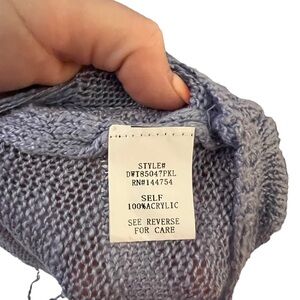 STYLE#
DWT85047PKL
RN#144754
SELF
100%ACRYLIC
SEE REVERSE
FOR CARE